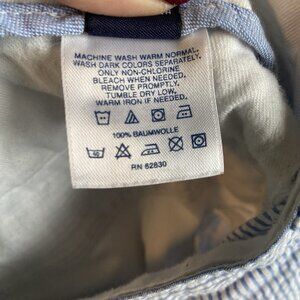 MACHINE WASH WARM NORMAL.
WASH DARK COLORS SEPARATELY.
ONLY NON-CHLORINE
BLEACH WHEN NEEDED.
REMOVE PROMPTLY.
TUMBLE DRY LOW.
WARM IRON IF NEEDED.
100% BAUMWOLLE
40
RN 62830